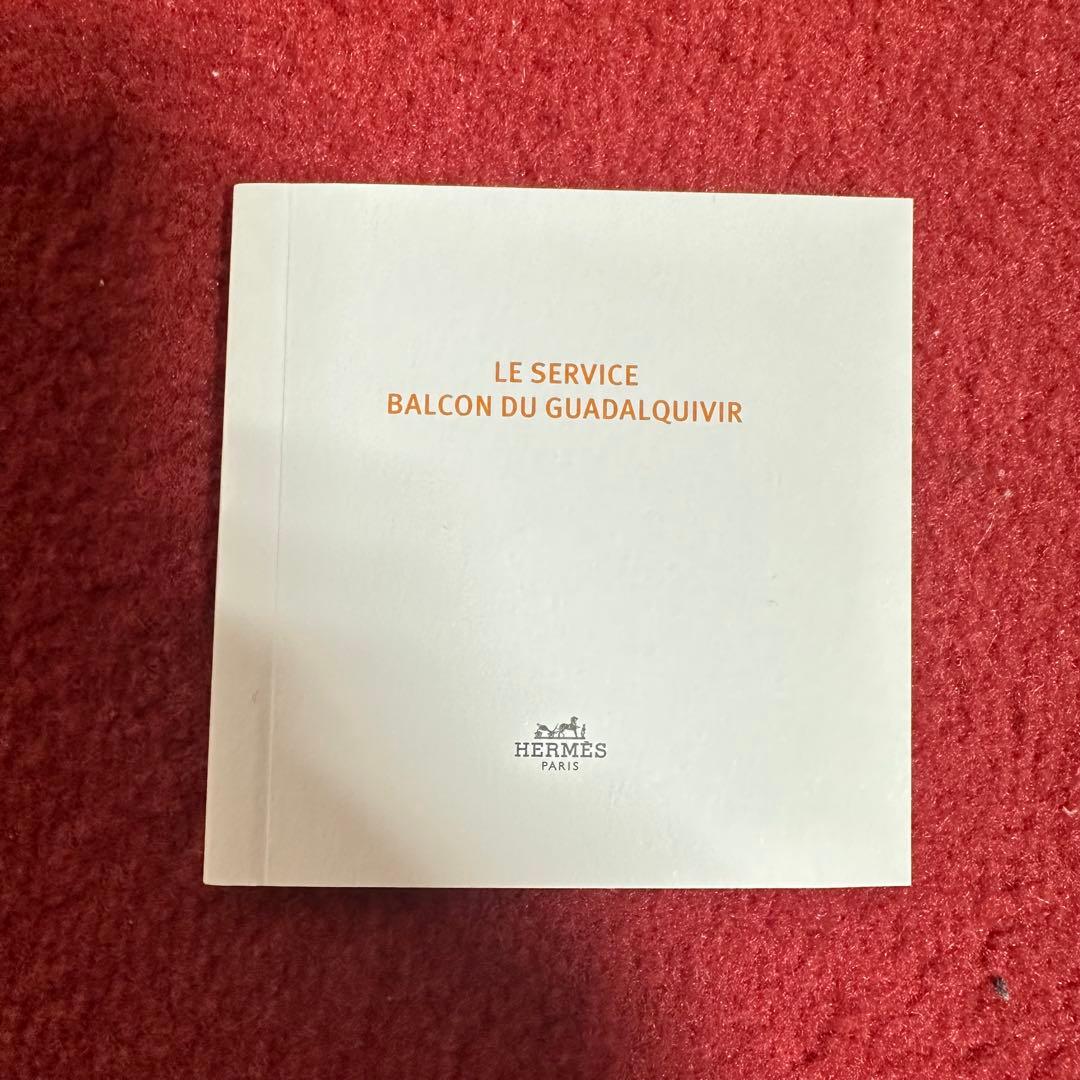 LE SERVICE
BALCON DU GUADALQUIVIR
HERMÈS
PARIS